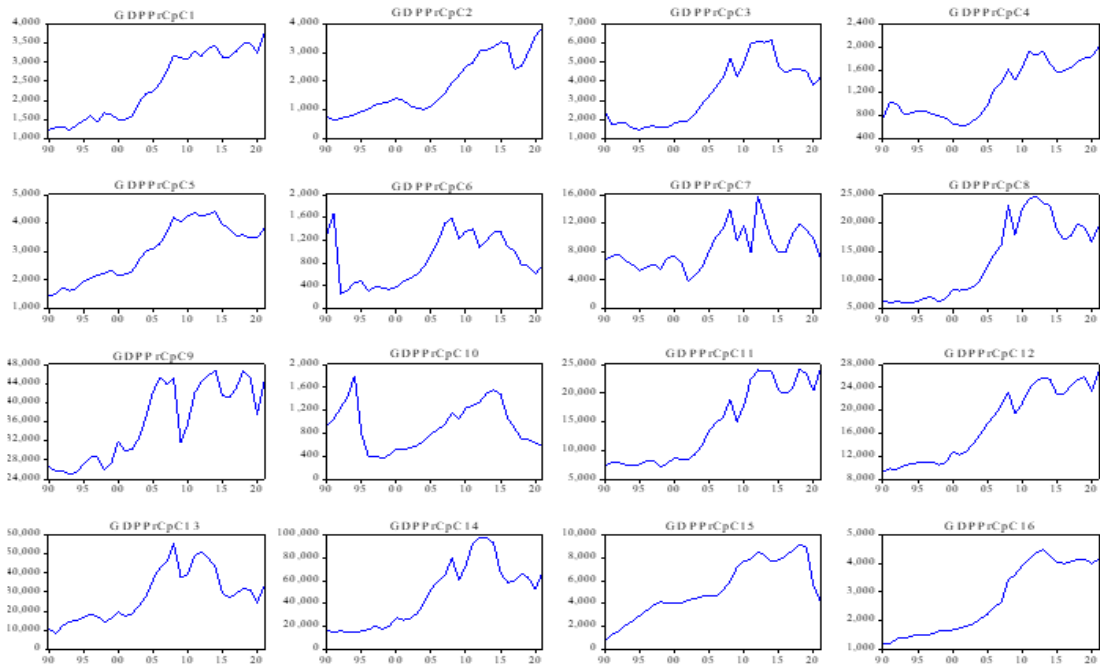 GDPPrCpC1
4,000
3,500
3,000
2,500
2,000
1,500
1,000
90 95 00 05 10 15 20
GDPPrCpC2
4,000
3,000
2,000
1,000
0
90 95 00 05 10 15 20
GDPPrCpC3
7,000
6,000
5,000
4,000
3,000
2,000
1,000
90 95 00 05 10 15 20
GDPPrCpC4
2,400
2,000
1,600
1,200
800
400
90 95 00 05 10 15 20
GDPPrCpC5
5,000
4,000
3,000
2,000
1,000
90 95 00 05 10 15 20
GDPPrCpC6
2,000
1,600
1,200
800
400
0
90 95 00 05 10 15 20
GDPPrCpC7
16,000
12,000
8,000
4,000
0
90 95 00 05 10 15 20
GDPPrCpC8
25,000
20,000
15,000
10,000
5,000
90 95 00 05 10 15 20
GDPPrCpC9
48,000
44,000
40,000
36,000
32,000
28,000
24,000
90 95 00 05 10 15 20
GDPPrCpC10
2,000
1,600
1,200
800
400
0
90 95 00 05 10 15 20
GDPPrCpC11
25,000
20,000
15,000
10,000
5,000
90 95 00 05 10 15 20
GDPPrCpC12
28,000
24,000
20,000
16,000
12,000
8,000
90 95 00 05 10 15 20
GDPPrCpC13
60,000
50,000
40,000
30,000
20,000
10,000
0
90 95 00 05 10 15 20
GDPPrCpC14
100,000
80,000
60,000
40,000
20,000
0
90 95 00 05 10 15 20
GDPPrCpC15
10,000
8,000
6,000
4,000
2,000
0
90 95 00 05 10 15 20
GDPPrCpC16
5,000
4,000
3,000
2,000
1,000
90 95 00 05 10 15 20